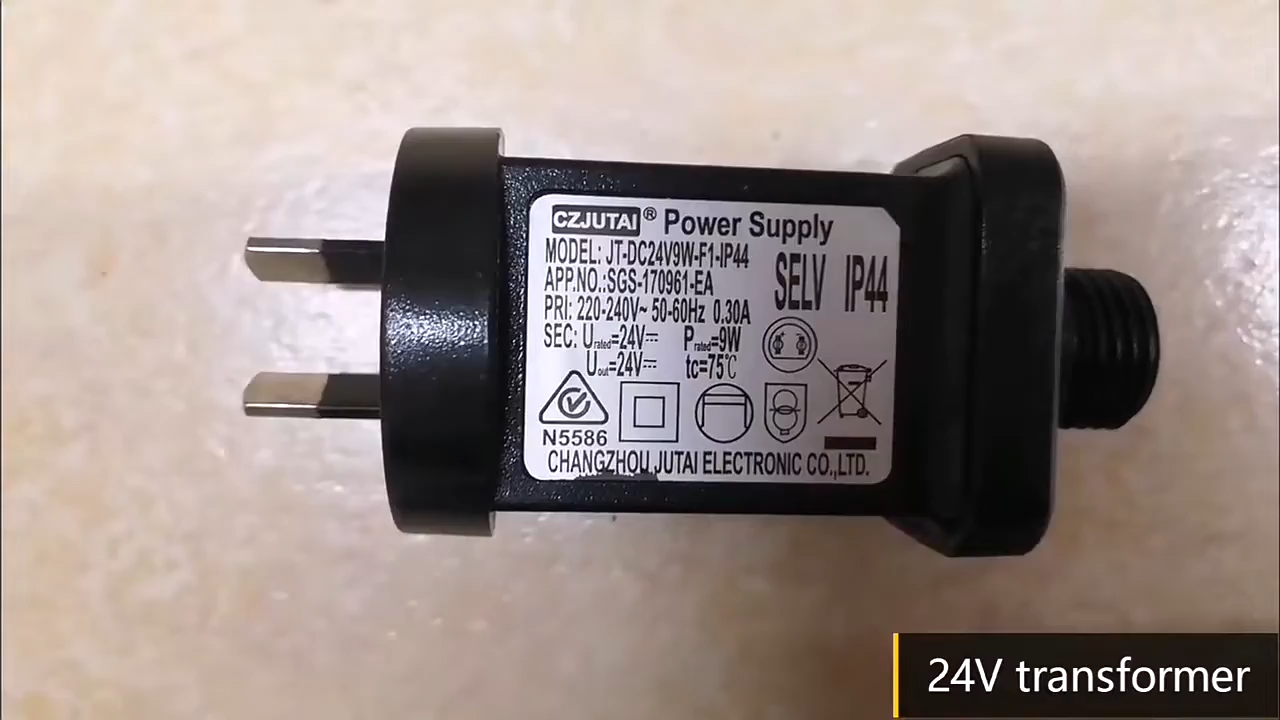 CZJUTAI® Power Supply
MODEL: JT-DC24V9W-F1-IP44
APP.NO.:SGS-170961-EA
SELV IP44
PRI: 220-240V~ 50-60Hz 0.30A
SEC: Urated=24V⎓ Prated=9W
Uout=24V⎓ tc=75℃
N5586
CHANGZHOU JUTAI ELECTRONIC CO.,LTD.
24V transformer